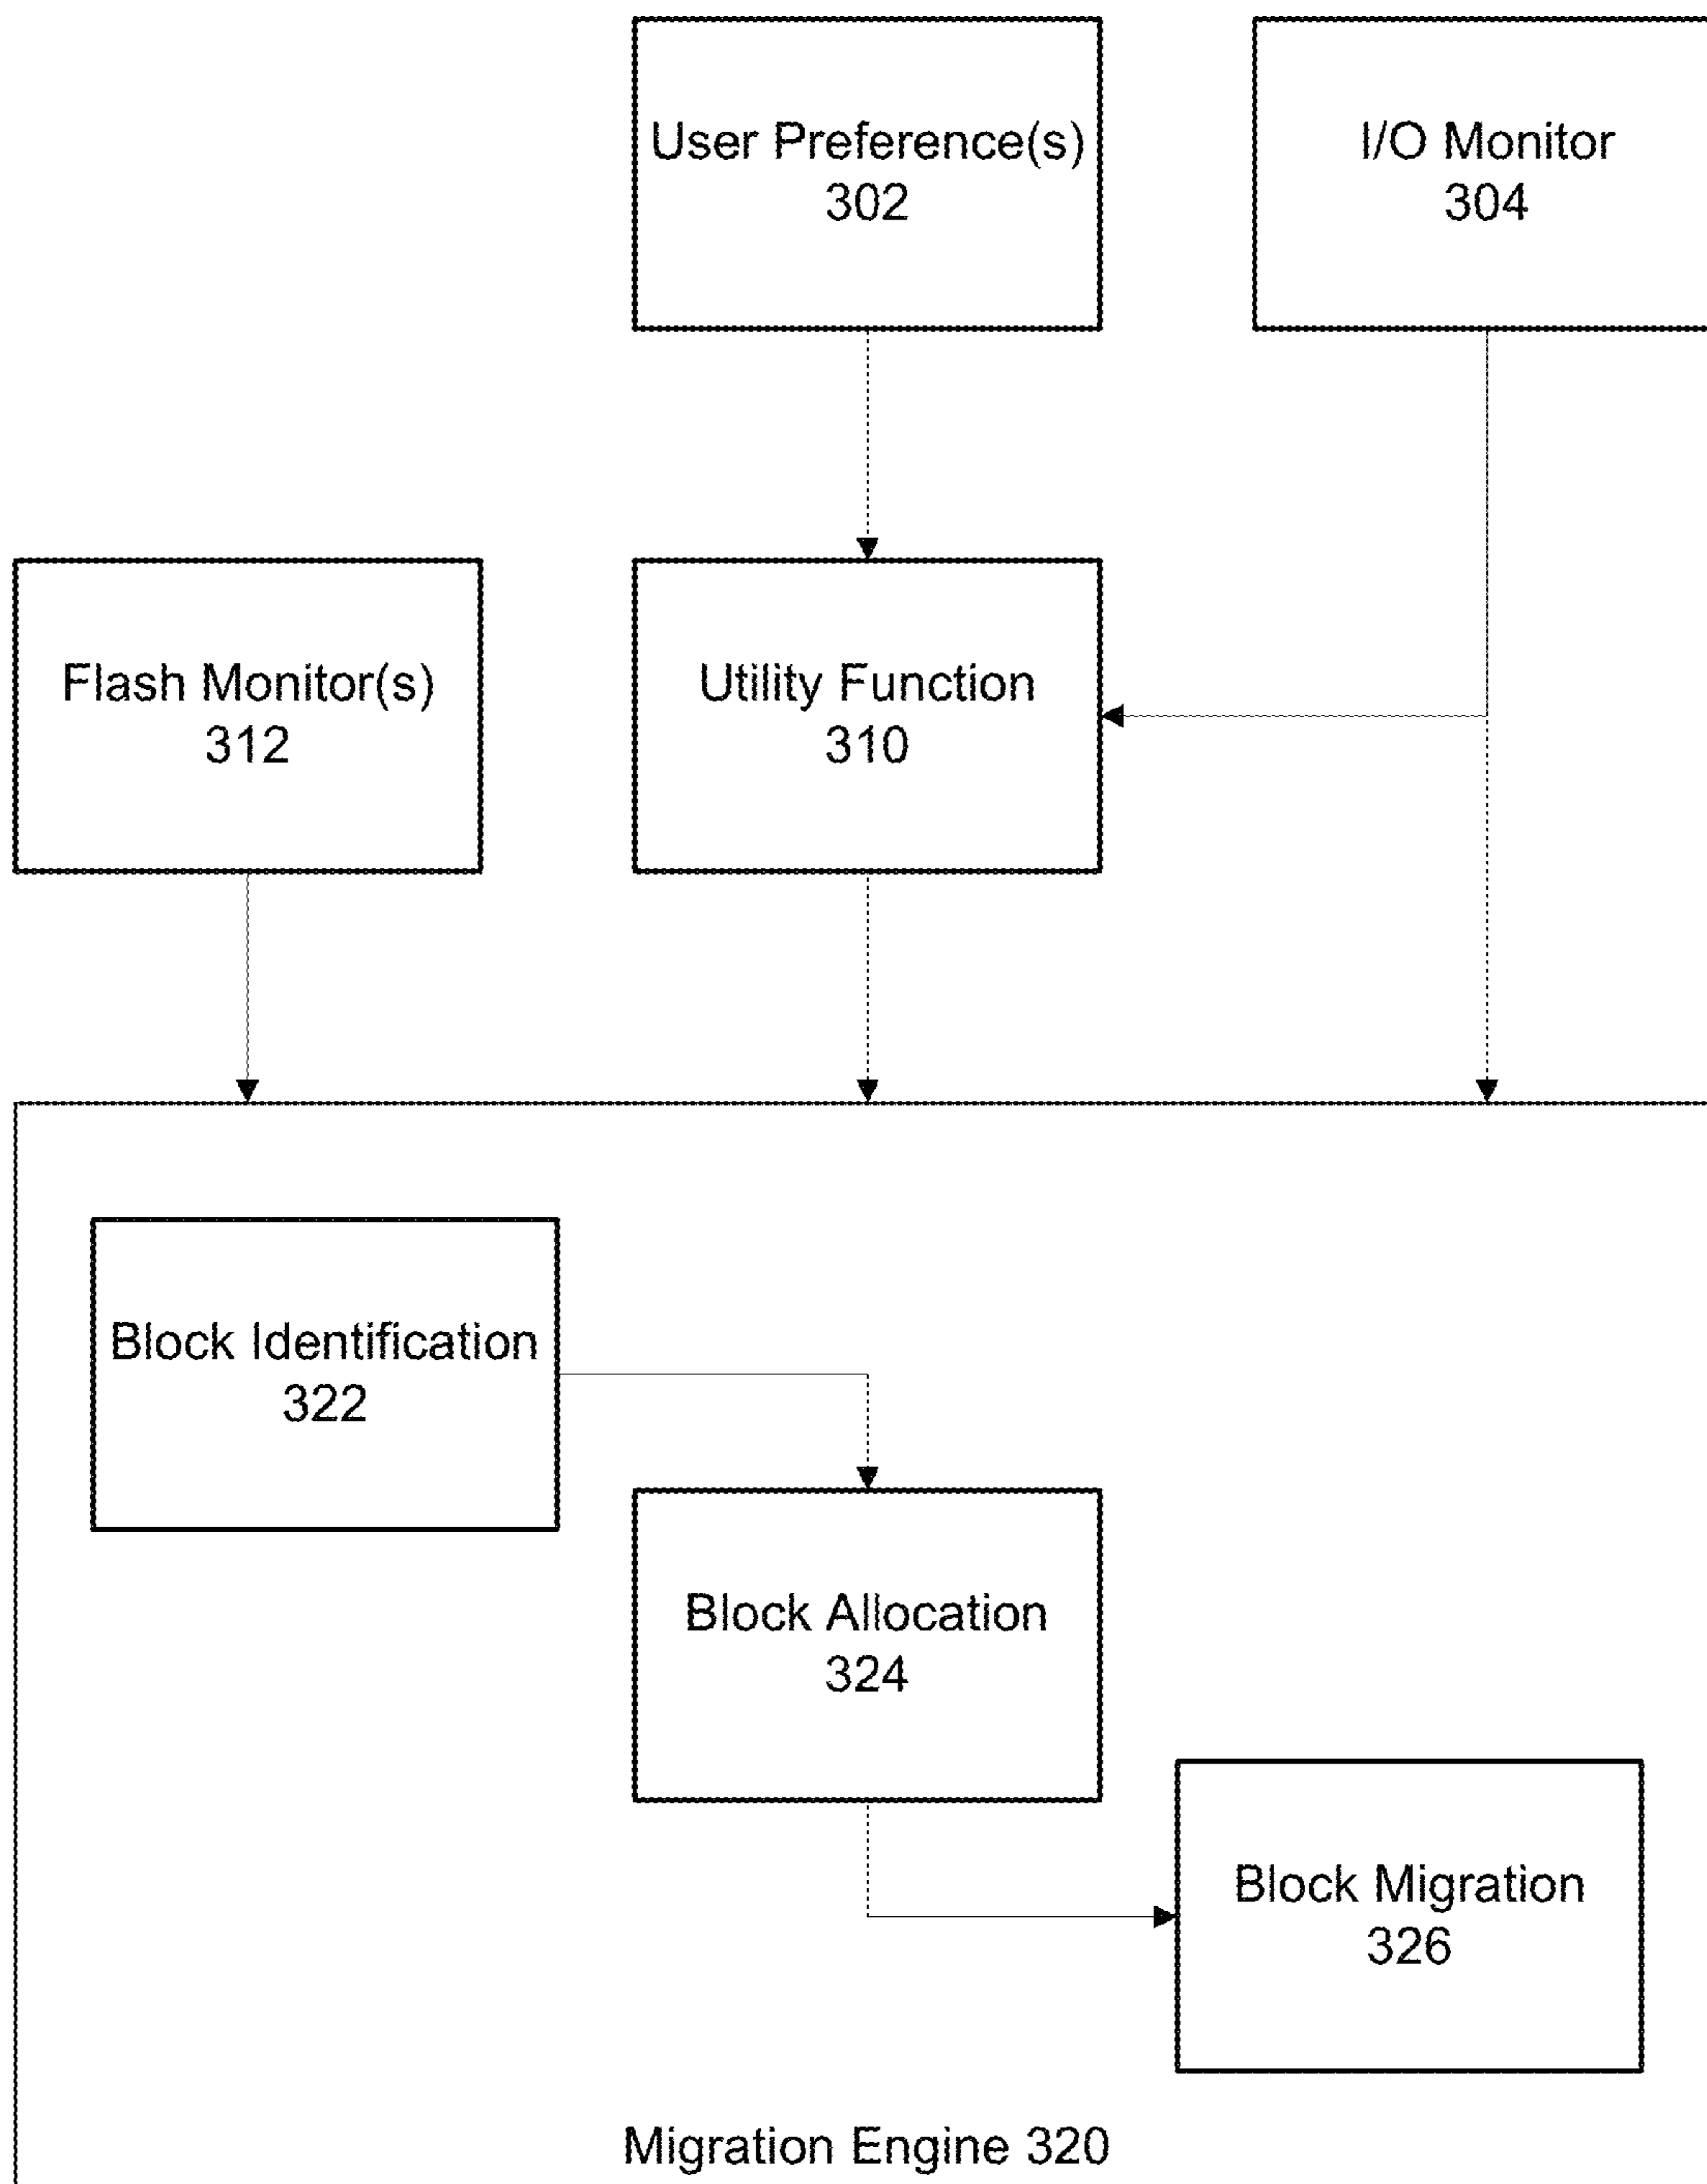 User Preference(s)
302
I/O Monitor
304
Flash Monitor(s)
312
Utility Function
310
Block Identification
322
Block Allocation
324
Block Migration
326
Migration Engine 320